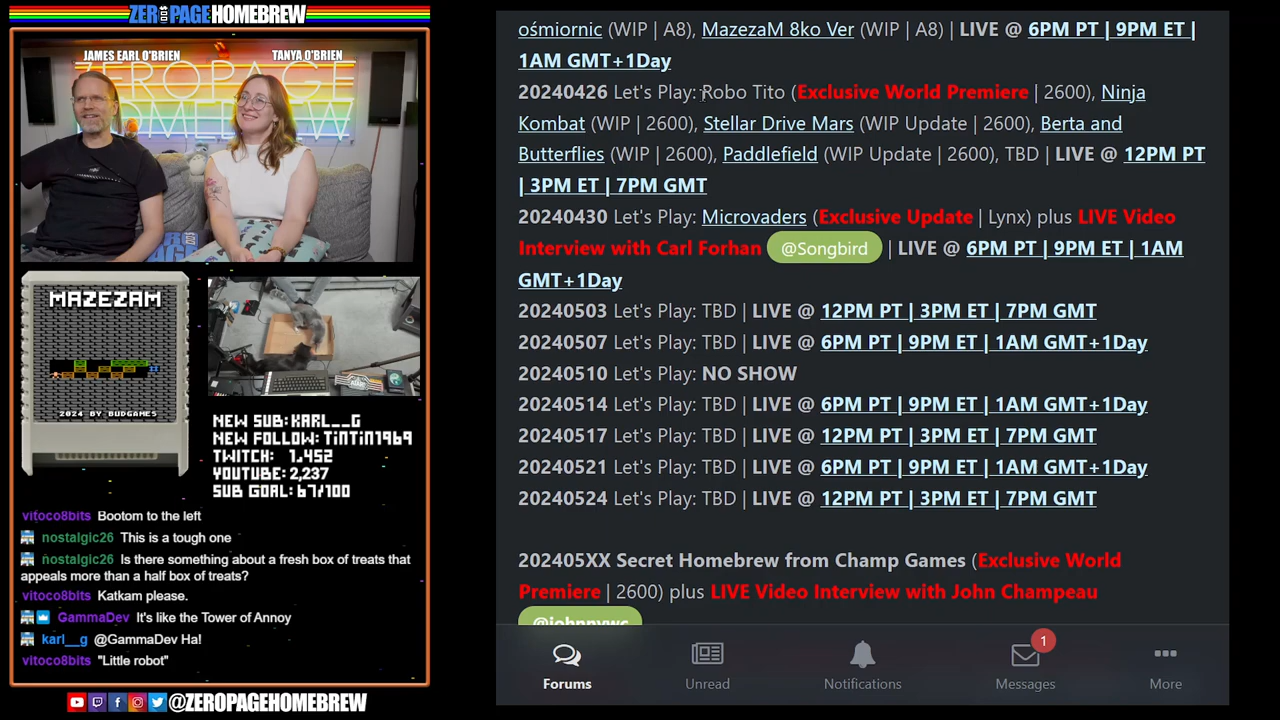 ZEROPAGEHOMEBREW
JAMES EARL O'BRIEN
TANYA O'BRIEN
ZEROPAGE
HOMEBREW
MAZEZAM
2024 BY BUDGAMES
NEW SUB: KARL__G
NEW FOLLOW: TINTIN1969
TWITCH: 1,452
YOUTUBE: 2,237
SUB GOAL: 67/100
vitoco8bits Bootom to the left
nostalgic26 This is a tough one
nostalgic26 Is there something about a fresh box of treats that
appeals more than a half box of treats?
vitoco8bits Katkam please.
GammaDev It's like the Tower of Annoy
karl__g @GammaDev Ha!
vitoco8bits "Little robot"
@ZEROPAGEHOMEBREW
ośmiornic (WIP | A8), MazezaM 8ko Ver (WIP | A8) | LIVE @ 6PM PT | 9PM ET |
1AM GMT+1Day
20240426 Let's Play: Robo Tito (Exclusive World Premiere | 2600), Ninja
Kombat (WIP | 2600), Stellar Drive Mars (WIP Update | 2600), Berta and
Butterflies (WIP | 2600), Paddlefield (WIP Update | 2600), TBD | LIVE @ 12PM PT
| 3PM ET | 7PM GMT
20240430 Let's Play: Microvaders (Exclusive Update | Lynx) plus LIVE Video
Interview with Carl Forhan @Songbird | LIVE @ 6PM PT | 9PM ET | 1AM
GMT+1Day
20240503 Let's Play: TBD | LIVE @ 12PM PT | 3PM ET | 7PM GMT
20240507 Let's Play: TBD | LIVE @ 6PM PT | 9PM ET | 1AM GMT+1Day
20240510 Let's Play: NO SHOW
20240514 Let's Play: TBD | LIVE @ 6PM PT | 9PM ET | 1AM GMT+1Day
20240517 Let's Play: TBD | LIVE @ 12PM PT | 3PM ET | 7PM GMT
20240521 Let's Play: TBD | LIVE @ 6PM PT | 9PM ET | 1AM GMT+1Day
20240524 Let's Play: TBD | LIVE @ 12PM PT | 3PM ET | 7PM GMT
202405XX Secret Homebrew from Champ Games (Exclusive World
Premiere | 2600) plus LIVE Video Interview with John Champeau
@johnnywc
1
Forums
Unread
Notifications
Messages
More